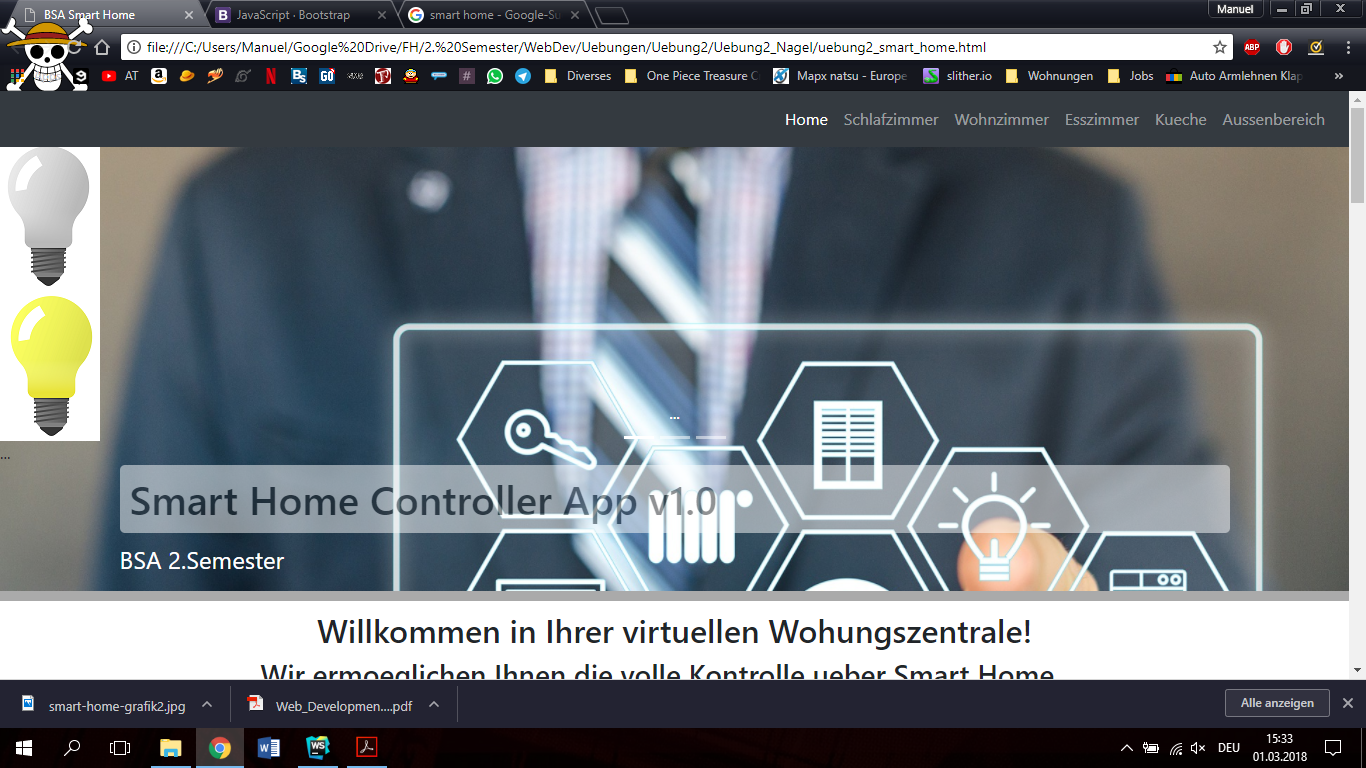 BSA Smart Home
JavaScript · Bootstrap
smart home - Google-Su
Manuel
file:///C:/Users/Manuel/Google%20Drive/FH/2.%20Semester/WebDev/Uebungen/Uebung2/Uebung2_Nagel/uebung2_smart_home.html
ABP
AT
Diverses
One Piece Treasure C
Mapx natsu - Europe
slither.io
Wohnungen
Jobs
Auto Armlehnen Klap
»
Home Schlafzimmer Wohnzimmer Esszimmer Kueche Aussenbereich
...
...
Smart Home Controller App v1.0
BSA 2.Semester
Willkommen in Ihrer virtuellen Wohungszentrale!
Wir ermoeglichen Ihnen die volle Kontrolle ueber Smart Home
smart-home-grafik2.jpg
Web_Developmen....pdf
Alle anzeigen
DEU
15:33
01.03.2018